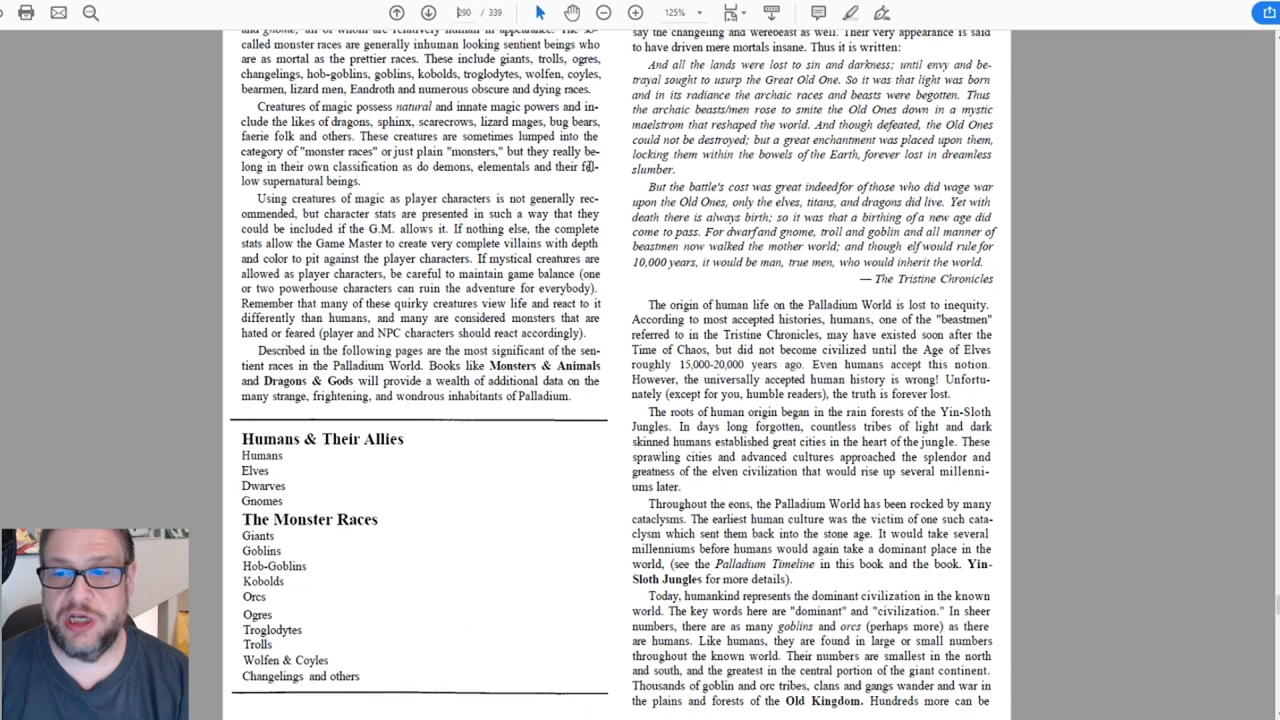 290 / 339
125%
and gnome, all of whom are relatively human in appearance. The so-
called monster races are generally inhuman looking sentient beings who
are as mortal as the prettier races. These include giants, trolls, ogres,
changelings, hob-goblins, goblins, kobolds, troglodytes, wolfen, coyles,
bearmen, lizard men, Eandroth and numerous obscure and dying races.
Creatures of magic possess natural and innate magic powers and in-
clude the likes of dragons, sphinx, scarecrows, lizard mages, bug bears,
faerie folk and others. These creatures are sometimes lumped into the
category of "monster races" or just plain "monsters," but they really be-
long in their own classification as do demons, elementals and their fel-
low supernatural beings.
Using creatures of magic as player characters is not generally rec-
ommended, but character stats are presented in such a way that they
could be included if the G.M. allows it. If nothing else, the complete
stats allow the Game Master to create very complete villains with depth
and color to pit against the player characters. If mystical creatures are
allowed as player characters, be careful to maintain game balance (one
or two powerhouse characters can ruin the adventure for everybody).
Remember that many of these quirky creatures view life and react to it
differently than humans, and many are considered monsters that are
hated or feared (player and NPC characters should react accordingly).
Described in the following pages are the most significant of the sen-
tient races in the Palladium World. Books like Monsters & Animals
and Dragons & Gods will provide a wealth of additional data on the
many strange, frightening, and wondrous inhabitants of Palladium.
Humans & Their Allies
Humans
Elves
Dwarves
Gnomes
The Monster Races
Giants
Goblins
Hob-Goblins
Kobolds
Orcs
Ogres
Troglodytes
Trolls
Wolfen & Coyles
Changelings and others
say the changeling and werebeast as well. Their very appearance is said
to have driven mere mortals insane. Thus it is written:
And all the lands were lost to sin and darkness; until envy and be-
trayal sought to usurp the Great Old One. So it was that light was born
and in its radiance the archaic races and beasts were begotten. Thus
the archaic beasts/men rose to smite the Old Ones down in a mystic
maelstrom that reshaped the world. And though defeated, the Old Ones
could not be destroyed; but a great enchantment was placed upon them,
locking them within the bowels of the Earth, forever lost in dreamless
slumber.
But the battle's cost was great indeedfor of those who did wage war
upon the Old Ones, only the elves, titans, and dragons did live. Yet with
death there is always birth; so it was that a birthing of a new age did
come to pass. For dwarfand gnome, troll and goblin and all manner of
beastmen now walked the mother world; and though elf would rule for
10,000 years, it would be man, true men, who would inherit the world.
— The Tristine Chronicles
The origin of human life on the Palladium World is lost to inequity.
According to most accepted histories, humans, one of the "beastmen"
referred to in the Tristine Chronicles, may have existed soon after the
Time of Chaos, but did not become civilized until the Age of Elves
roughly 15,000-20,000 years ago. Even humans accept this notion.
However, the universally accepted human history is wrong! Unfortu-
nately (except for you, humble readers), the truth is forever lost.
The roots of human origin began in the rain forests of the Yin-Sloth
Jungles. In days long forgotten, countless tribes of light and dark
skinned humans established great cities in the heart of the jungle. These
sprawling cities and advanced cultures approached the splendor and
greatness of the elven civilization that would rise up several millenni-
ums later.
Throughout the eons, the Palladium World has been rocked by many
cataclysms. The earliest human culture was the victim of one such cata-
clysm which sent them back into the stone age. It would take several
millenniums before humans would again take a dominant place in the
world, (see the Palladium Timeline in this book and the book. Yin-
Sloth Jungles for more details).
Today, humankind represents the dominant civilization in the known
world. The key words here are "dominant" and "civilization." In sheer
numbers, there are as many goblins and orcs (perhaps more) as there
are humans. Like humans, they are found in large or small numbers
throughout the known world. Their numbers are smallest in the north
and south, and the greatest in the central portion of the giant continent.
Thousands of goblin and orc tribes, clans and gangs wander and war in
the plains and forests of the Old Kingdom. Hundreds more can be